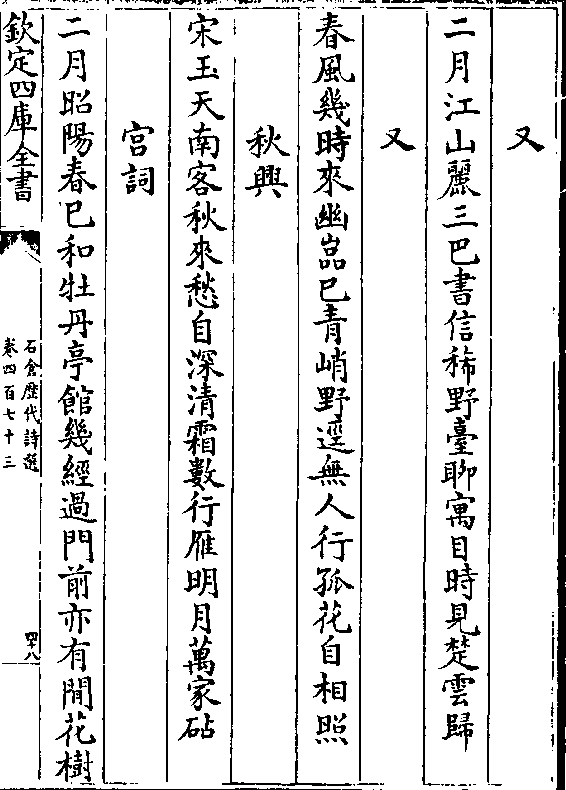 又
二月江山麗三巴書信稀野臺聊寓目時見楚雲歸
又
春風幾時來幽嵓已青峭野逕無人行孤花自相照
秋興
宋玉天南客秋來愁自深清霜數行雁明月萬家砧
宫詞
二月昭陽春已和牡丹亭館幾經過門前亦有閒花樹
欽定四庫全書
石倉歷代詩選
卷四百七十三
四十八